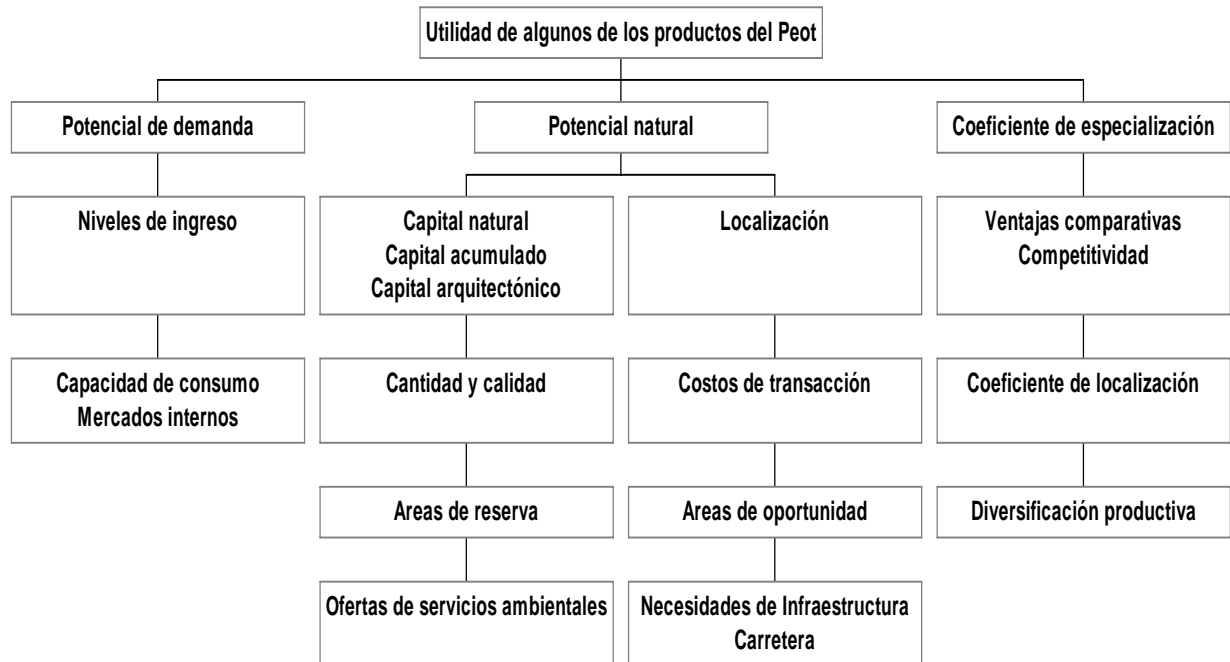 Utilidad de algunos de los productos del Peot
Potencial de demanda
Potencial natural
Coeficiente de especialización
Niveles de ingreso
Capital natural
Capital acumulado
Capital arquitectónico
Localización
Ventajas comparativas
Competitividad
Capacidad de consumo
Mercados internos
Cantidad y calidad
Costos de transacción
Coeficiente de localización
Areas de reserva
Areas de oportunidad
Diversificación productiva
Ofertas de servicios ambientales
Necesidades de Infraestructura
Carretera